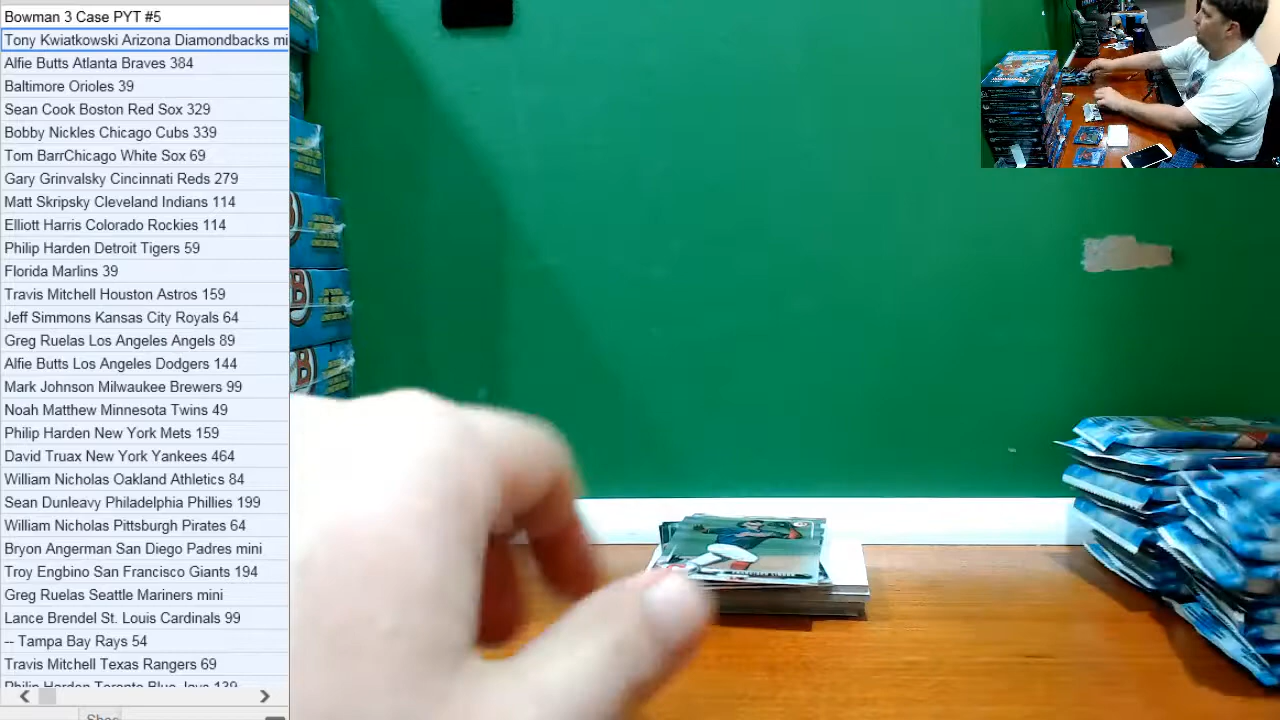 Bowman 3 Case PYT #5
Tony Kwiatkowski Arizona Diamondbacks mi
Alfie Butts Atlanta Braves 384
Baltimore Orioles 39
Sean Cook Boston Red Sox 329
Bobby Nickles Chicago Cubs 339
Tom BarrChicago White Sox 69
Gary Grinvalsky Cincinnati Reds 279
Matt Skripsky Cleveland Indians 114
Elliott Harris Colorado Rockies 114
Philip Harden Detroit Tigers 59
Florida Marlins 39
Travis Mitchell Houston Astros 159
Jeff Simmons Kansas City Royals 64
Greg Ruelas Los Angeles Angels 89
Alfie Butts Los Angeles Dodgers 144
Mark Johnson Milwaukee Brewers 99
Noah Matthew Minnesota Twins 49
Philip Harden New York Mets 159
David Truax New York Yankees 464
William Nicholas Oakland Athletics 84
Sean Dunleavy Philadelphia Phillies 199
William Nicholas Pittsburgh Pirates 64
Bryon Angerman San Diego Padres mini
Troy Engbino San Francisco Giants 194
Greg Ruelas Seattle Mariners mini
Lance Brendel St. Louis Cardinals 99
-- Tampa Bay Rays 54
Travis Mitchell Texas Rangers 69
Philip Harden Toronto Blue Jays 139